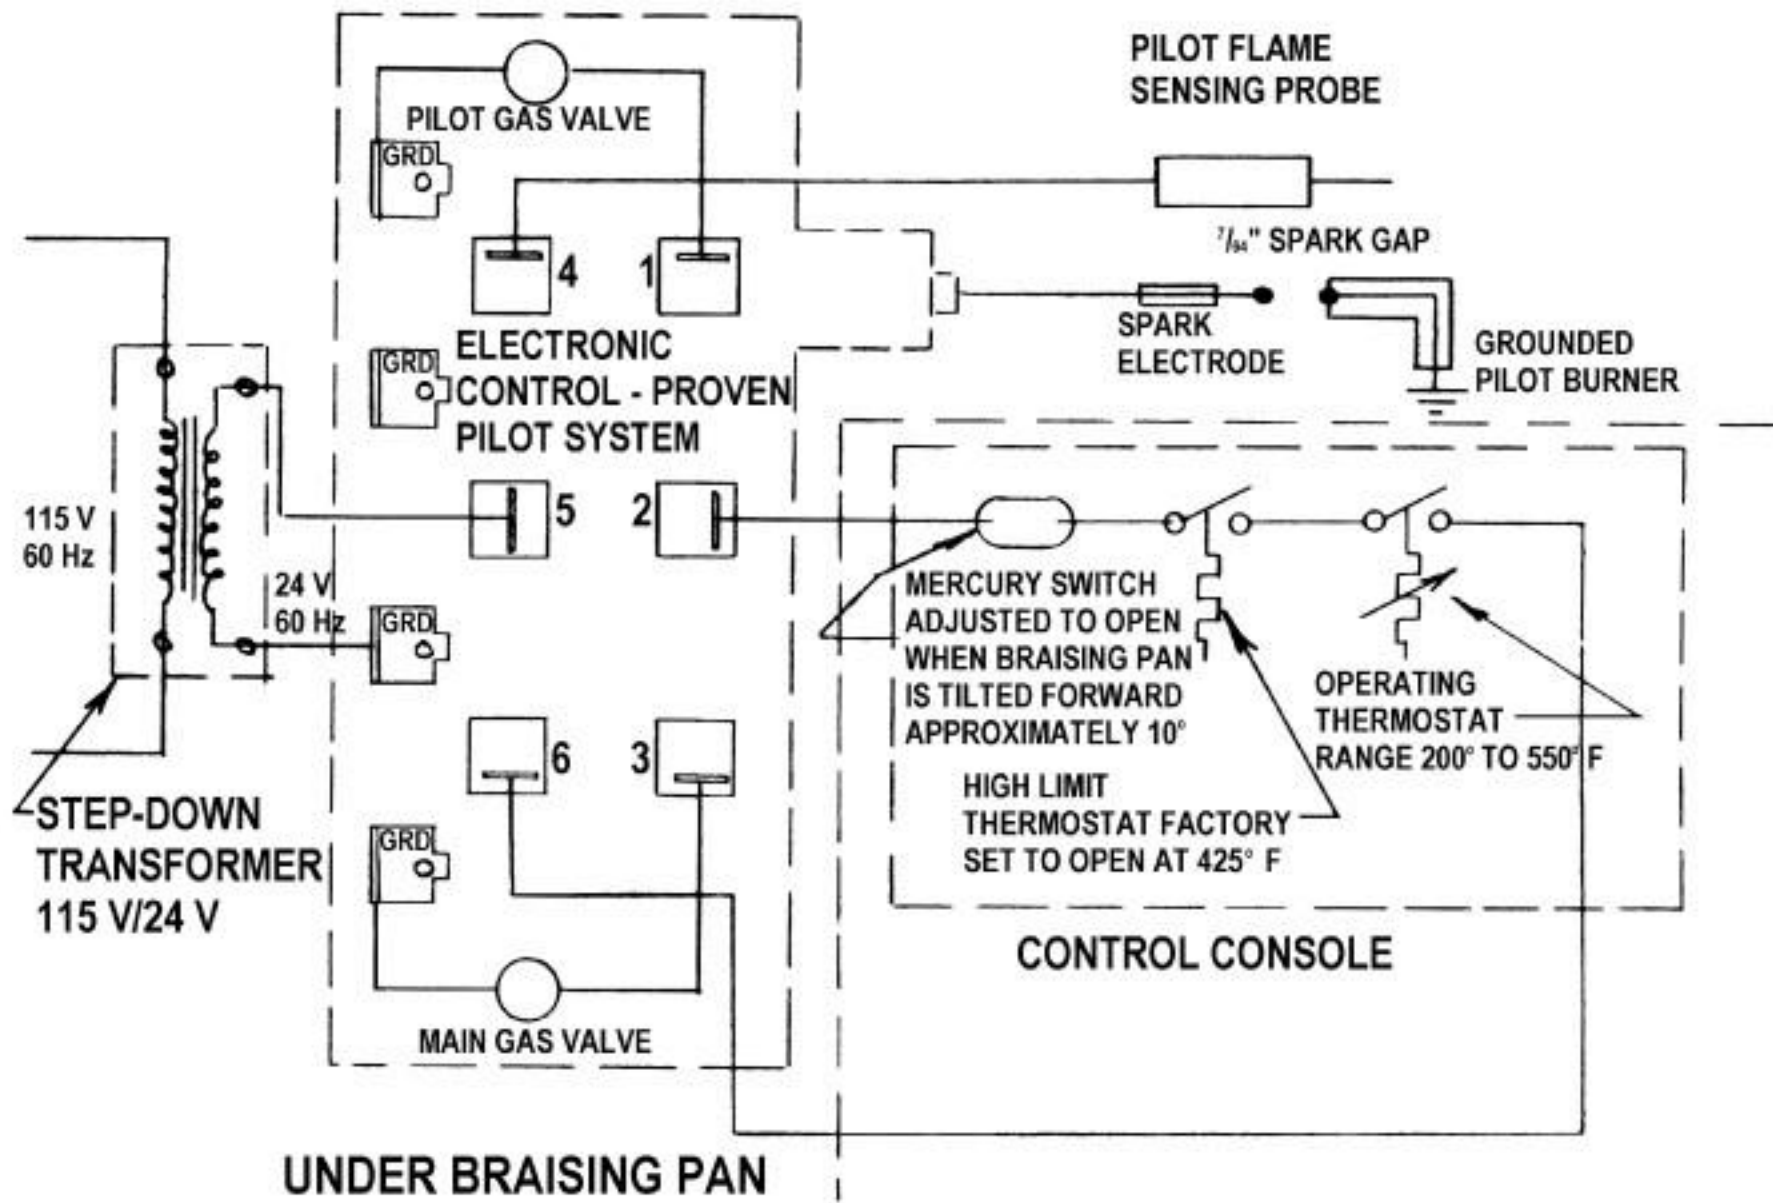 PILOT FLAME
SENSING PROBE
PILOT GAS VALVE
GRD
7/64" SPARK GAP
4
1
SPARK
ELECTRODE
GROUNDED
PILOT BURNER
GRD
ELECTRONIC
CONTROL - PROVEN
PILOT SYSTEM
115 V
60 Hz
5
2
24 V
60 Hz
GRD
MERCURY SWITCH
ADJUSTED TO OPEN
WHEN BRAISING PAN
IS TILTED FORWARD
APPROXIMATELY 10°
OPERATING
THERMOSTAT
RANGE 200° TO 550° F
6
3
HIGH LIMIT
THERMOSTAT FACTORY
SET TO OPEN AT 425° F
STEP-DOWN
TRANSFORMER
115 V/24 V
GRD
CONTROL CONSOLE
MAIN GAS VALVE
UNDER BRAISING PAN